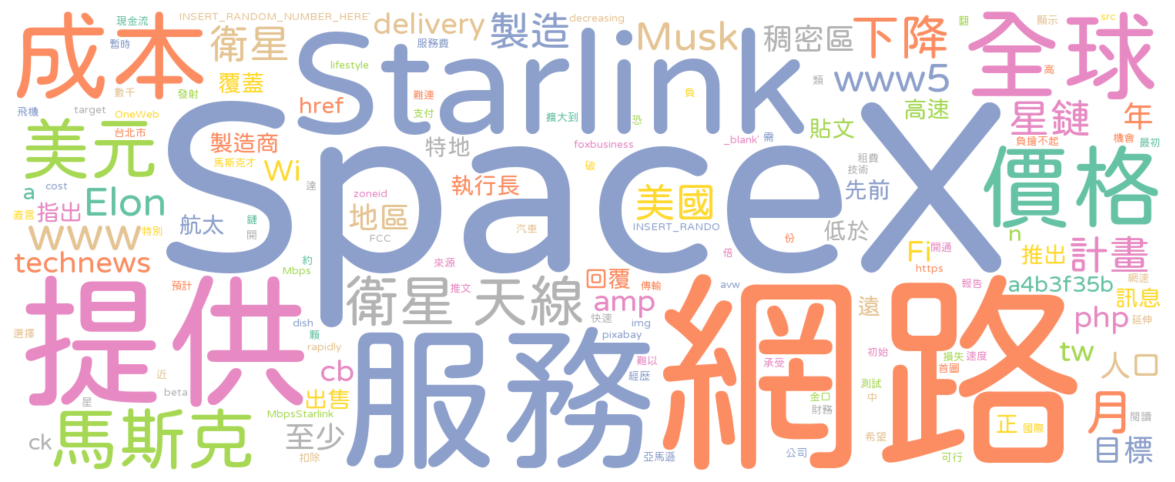 現金流
INSERT_RANDOM_NUMBER_HERE'
delivery
decreasing
製造
Musk
稠密區
下降
全球
翻
顯示
src
成本
暫時
衛星
服務費
Starlink
lifestyle
覆蓋
www5
類
高
數千
發射
難連
支付
負
高速
星鏈
年
飛機
target
OneWeb
href
擴大到
恐
貼文
台北市
美元
製造商
特地
foxbusiness
_blank'
需
負擔不起
機會
最初
馬斯克才
Wi
SpaceX
破
租費
技術
價格
cost
a
Elon
達
zoneid
執行長
美國
先前
直言
指出
航太
鏈
開
地區
FCC
汽車
INSERT_RANDO
份
低於
n
www
特別
technews
約
Mbps
來源
倍
Fi
開通
https
推出
計畫
提供
預計
衛星
天線
推文
回覆
傳輸
amp
快速
avw
遠
報告
a4b3f35b
網速
訊息
延伸
php
選擇
dish
顆
rapidly
服務
img
pixabay
網路
tw
cb
近
beta
難以
經歷
承受
初始
損失
速度
首圖
人口
星
出售
MbpsStarlink
金口
財務
測試
中
月
閱讀
正
國際
ck
馬斯克
至少
扣除
亞馬遜
公司
希望
可行
目標